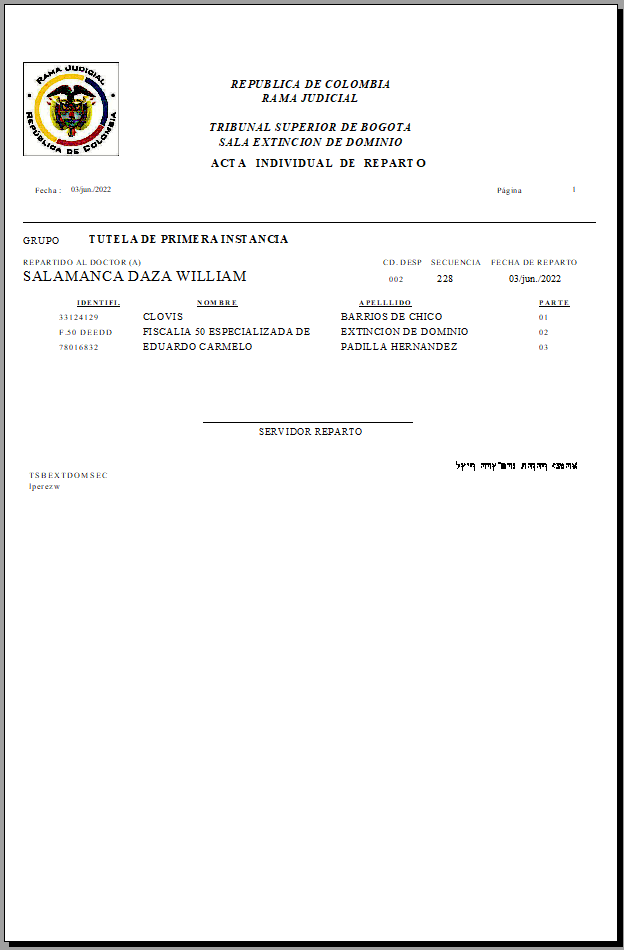 RAMA JUDICIAL
REPÚBLICA DE COLOMBIA
REPUBLICA DE COLOMBIA
RAMA JUDICIAL
TRIBUNAL SUPERIOR DE BOGOTA
SALA EXTINCION DE DOMINIO
ACTA INDIVIDUAL DE REPARTO
Fecha : 03/jun./2022 Página 1
GRUPO TUTELA DE PRIMERA INSTANCIA
REPARTIDO AL DOCTOR (A) CD. DESP SECUENCIA FECHA DE REPARTO
SALAMANCA DAZA WILLIAM 002 228 03/jun./2022
IDENTIFI. NOMBRE APELLLIDO PARTE
33124129 CLOVIS BARRIOS DE CHICO 01
F.50 DEEDD FISCALIA 50 ESPECIALIZADA DE EXTINCION DE DOMINIO 02
78016832 EDUARDO CARMELO PADILLA HERNANDEZ 03
SERVIDOR REPARTO
TSBEXTDOMSEC
lperezw